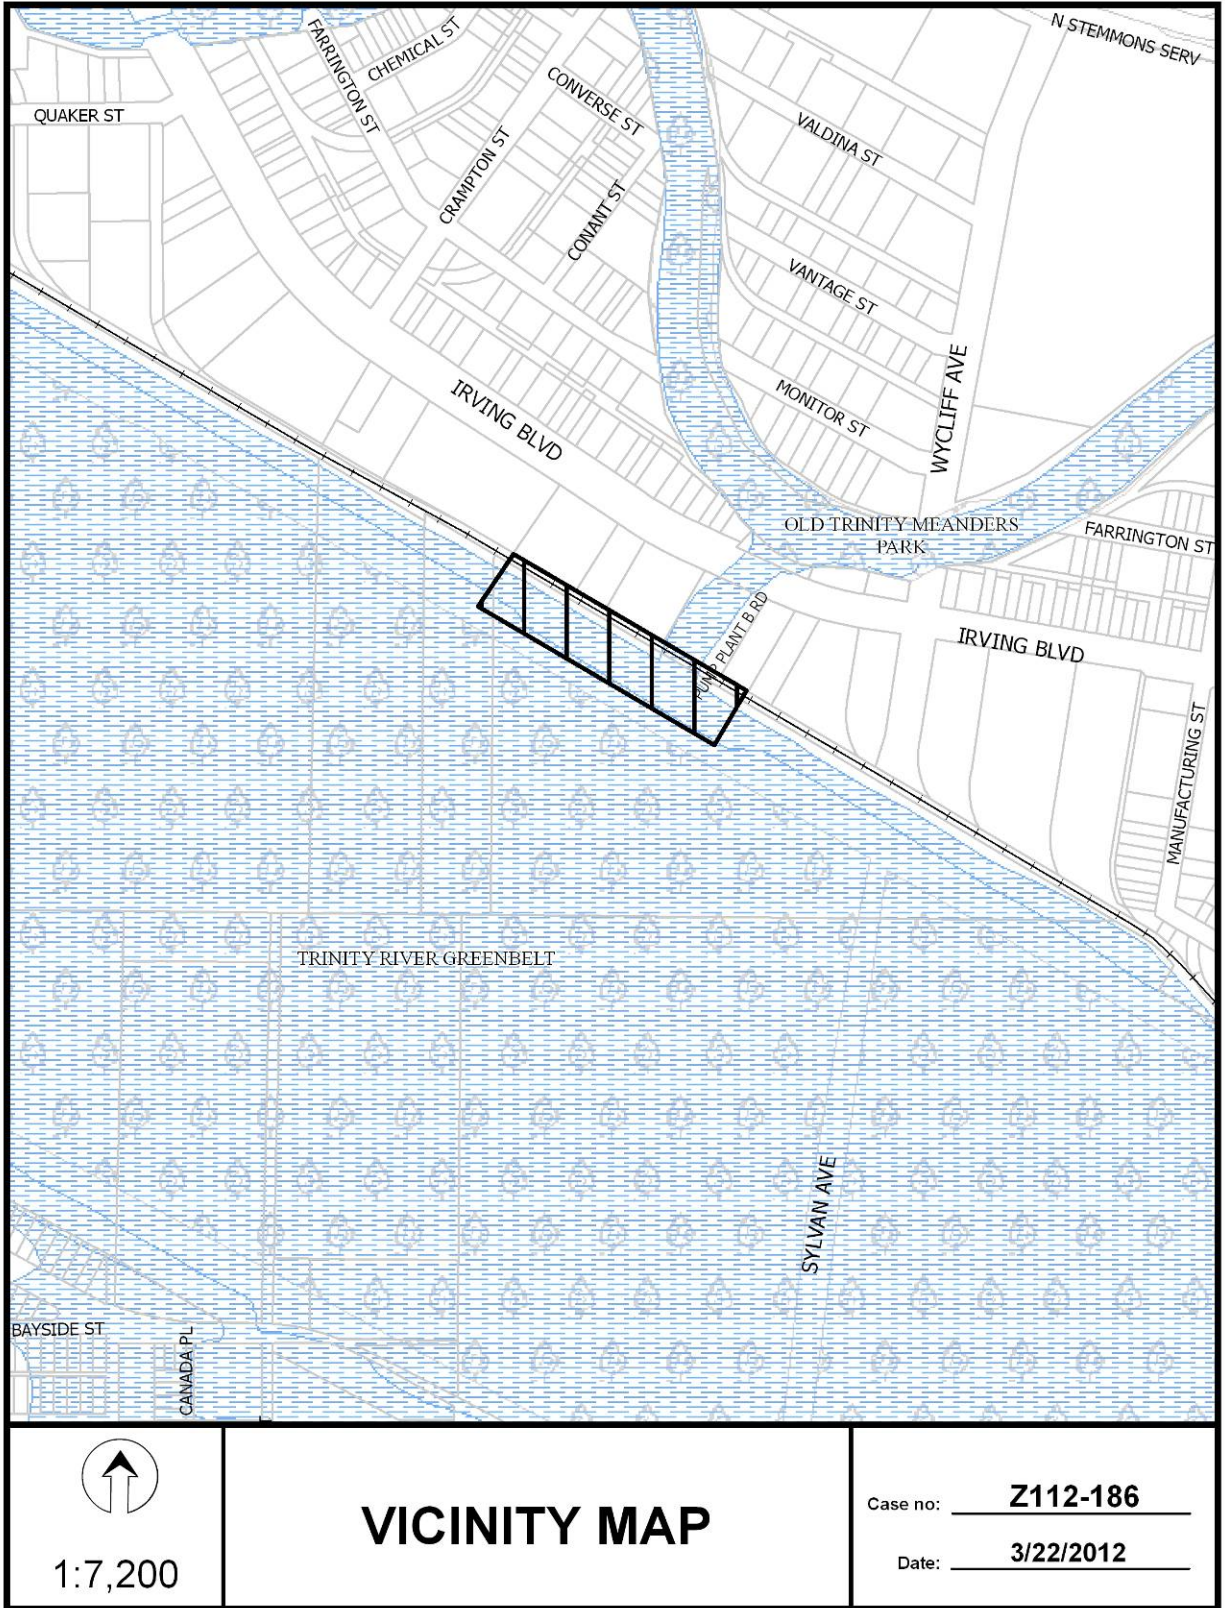 N STEMMONS SERV
FARRINGTON ST
CHEMICAL ST
QUAKER ST
CONVERSE ST
VALDINA ST
CRAMPTON ST
CONANT ST
VANTAGE ST
IRVING BLVD
MONITOR ST
WYCLIFF AVE
OLD TRINITY MEANDERS
PARK
FARRINGTON ST
PUMP PLANT B RD
IRVING BLVD
MANUFACTURING ST
TRINITY RIVER GREENBELT
SYLVAN AVE
BAYSIDE ST
CANADA PL
1:7,200
VICINITY MAP
Case no: Z112-186
Date: 3/22/2012